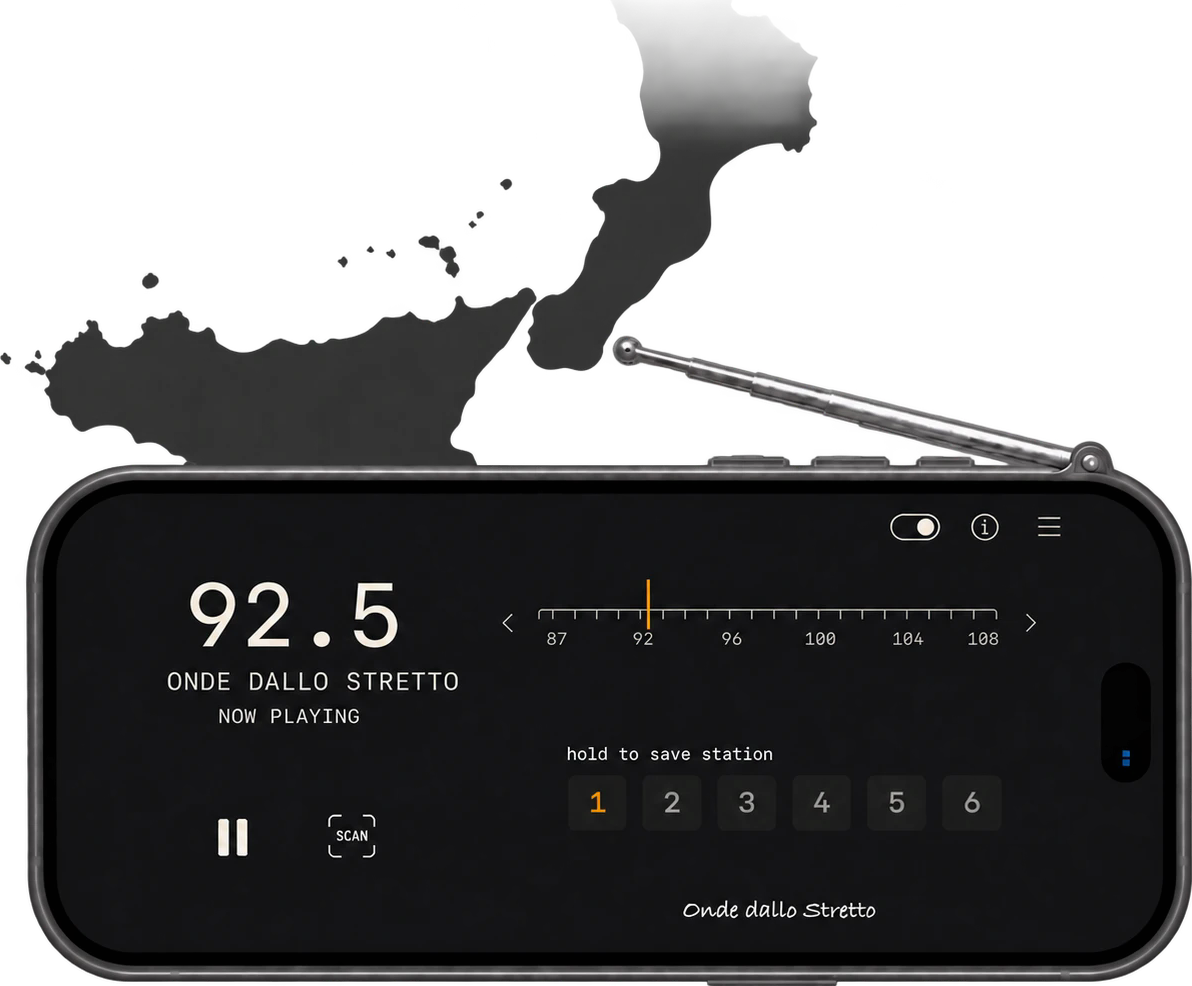 92.5
ONDE DALLO STRETTO
NOW PLAYING
87 92 96 100 104 108
hold to save station
1 2 3 4 5 6
SCAN
Onde dallo Stretto